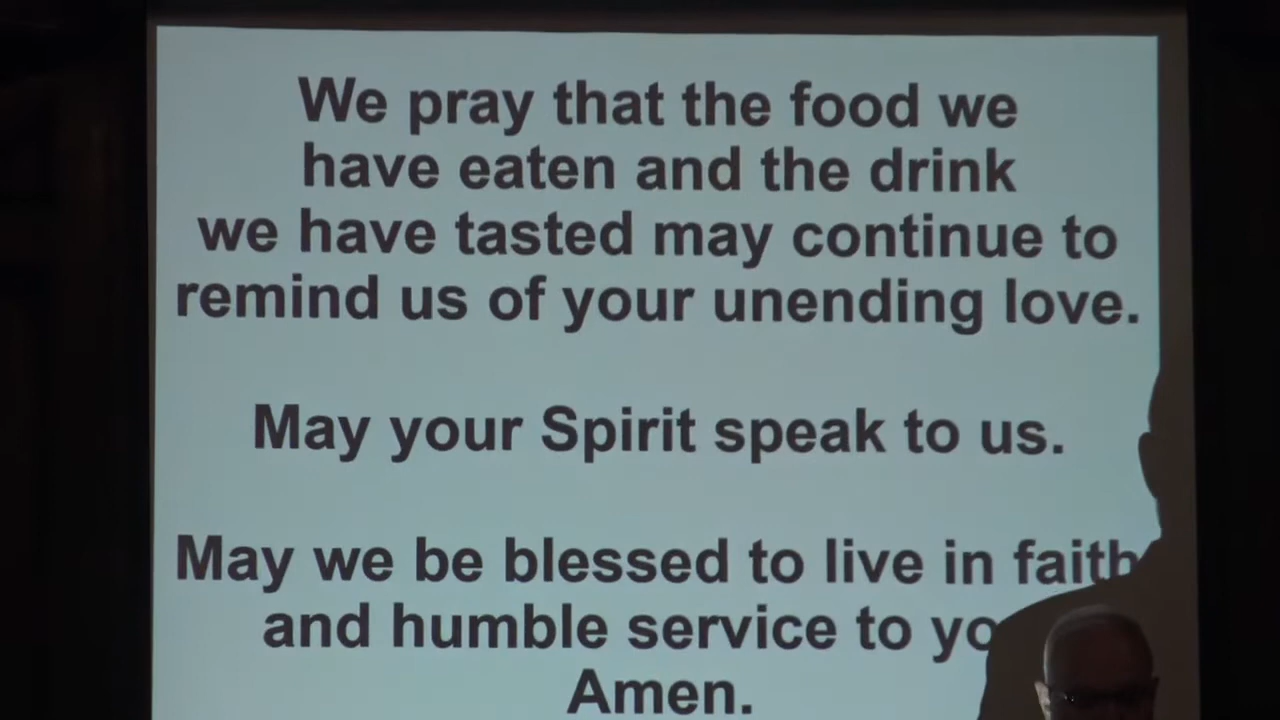 We pray that the food we
have eaten and the drink
we have tasted may continue to
remind us of your unending love.
May your Spirit speak to us.
May we be blessed to live in faith
and humble service to
Amen.